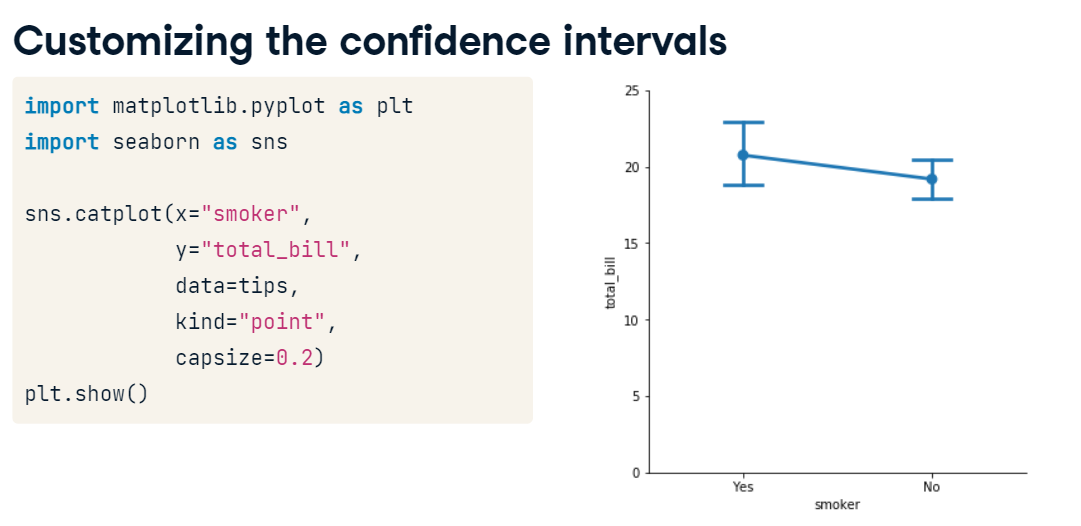 Customizing the confidence intervals
import matplotlib.pyplot as plt
import seaborn as sns
sns.catplot(x="smoker",
y="total_bill",
data=tips,
kind="point",
capsize=0.2)
plt.show()
25
20
15
10
5
0
total_bill
Yes No
smoker